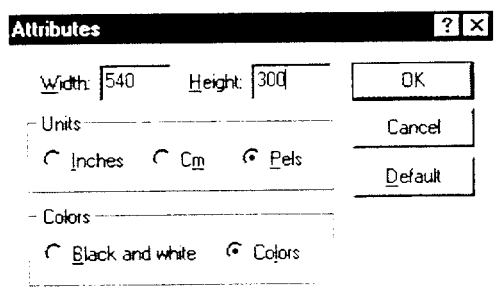 Attributes ? ×
Width: 540 Height: 300 OK
Units Cancel
Inches Cm Pels Default
Colors
Black and white Colors